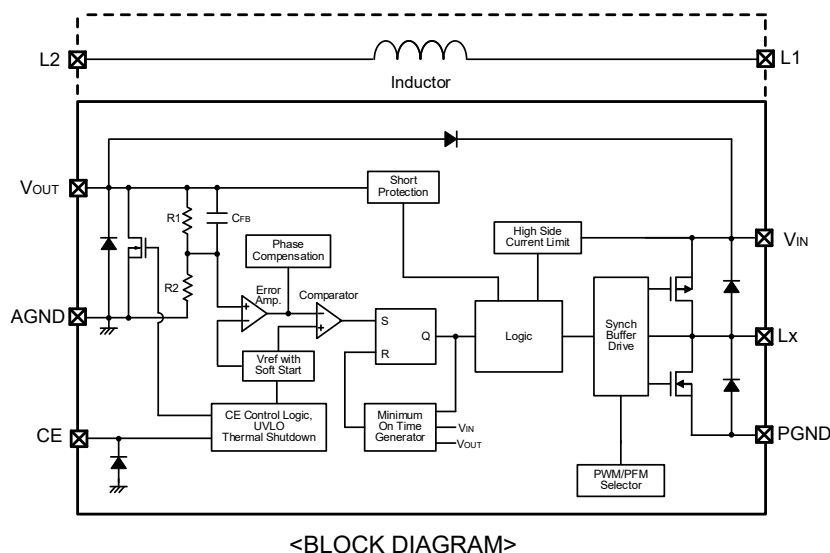 L2
L1
Inductor
VOUT
R1
CFB
Short
Protection
High Side
Current Limit
VIN
Phase
Compensation
R2
Error
Amp.
Comparator
AGND
S
Q
R
Logic
Synch
Buffer
Drive
Lx
Vref with
Soft Start
CE
CE Control Logic,
UVLO
Thermal Shutdown
Minimum
On Time
Generator
VIN
VOUT
PGND
PWM/PFM
Selector
<BLOCK DIAGRAM>